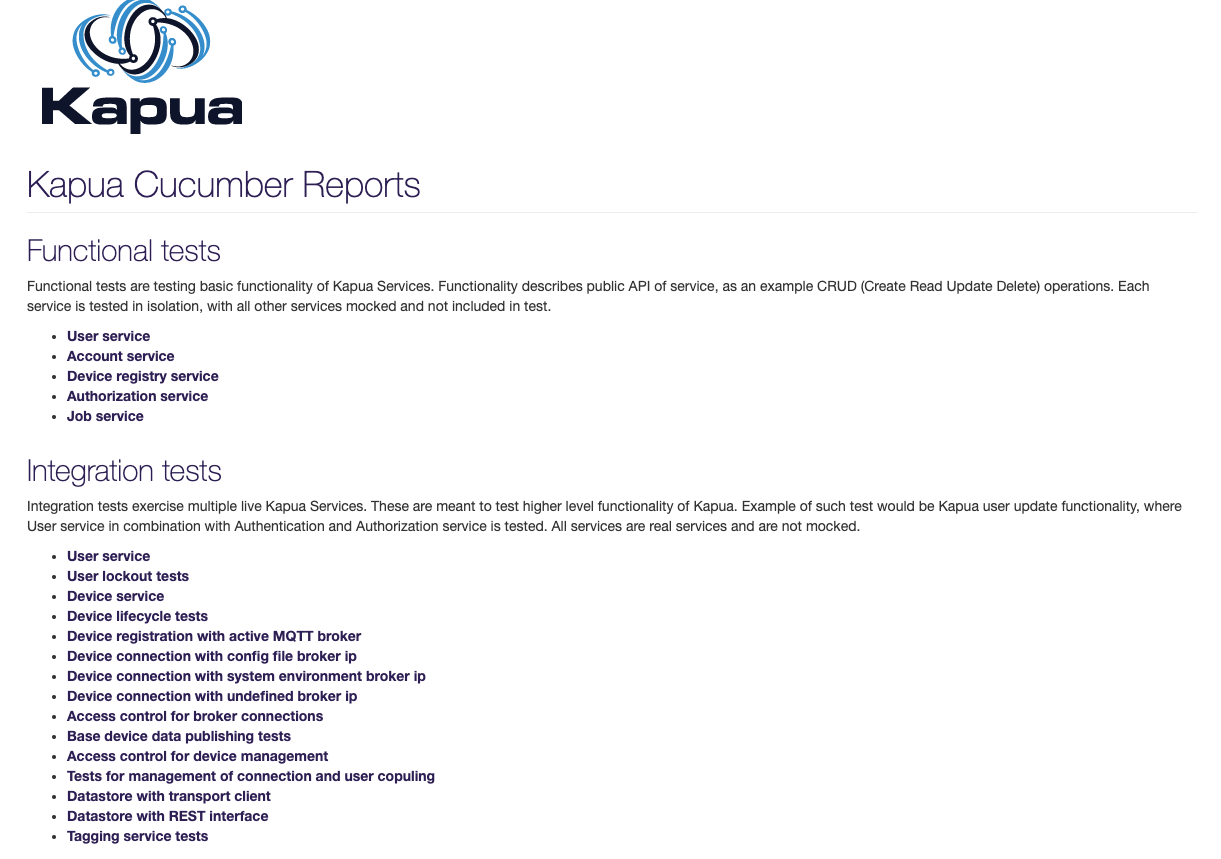 Kapua
Kapua Cucumber Reports
Functional tests
Functional tests are testing basic functionality of Kapua Services. Functionality describes public API of service, as an example CRUD (Create Read Update Delete) operations. Each
service is tested in isolation, with all other services mocked and not included in test.
• User service
• Account service
• Device registry service
• Authorization service
• Job service
Integration tests
Integration tests exercise multiple live Kapua Services. These are meant to test higher level functionality of Kapua. Example of such test would be Kapua user update functionality, where
User service in combination with Authentication and Authorization service is tested. All services are real services and are not mocked.
• User service
• User lockout tests
• Device service
• Device lifecycle tests
• Device registration with active MQTT broker
• Device connection with config file broker ip
• Device connection with system environment broker ip
• Device connection with undefined broker ip
• Access control for broker connections
• Base device data publishing tests
• Access control for device management
• Tests for management of connection and user copuling
• Datastore with transport client
• Datastore with REST interface
• Tagging service tests